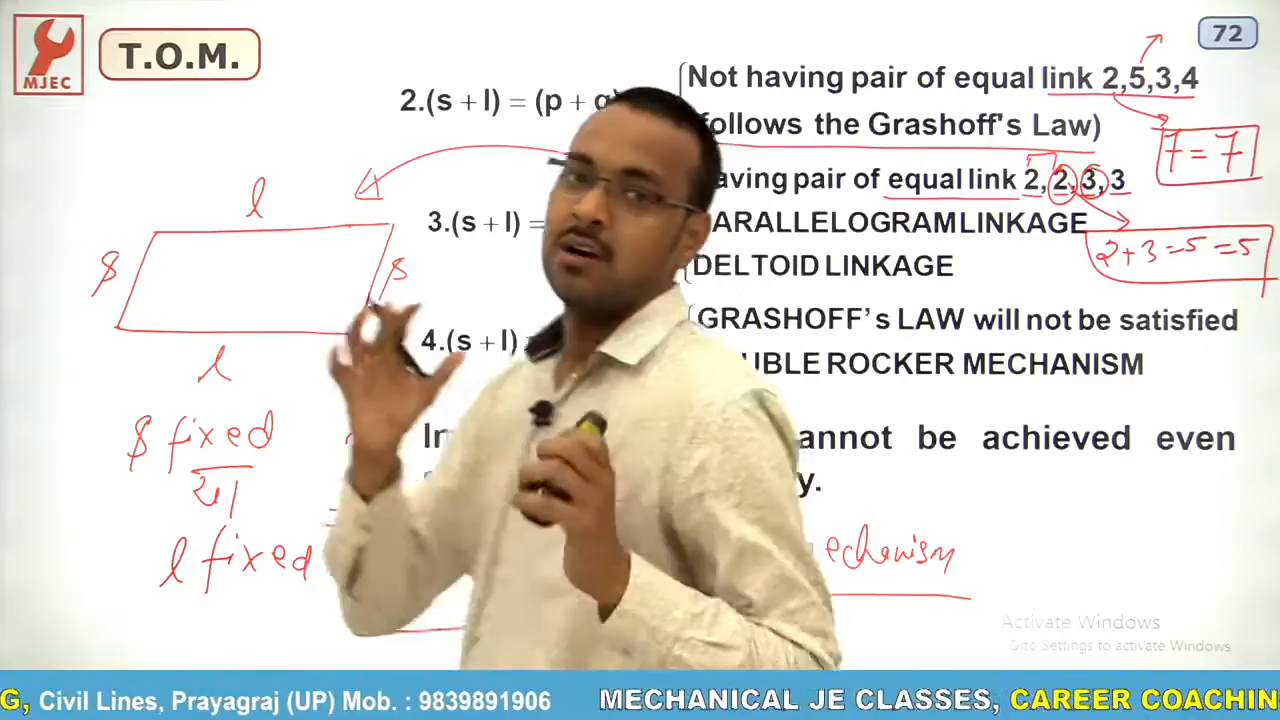 MJEC
T.O.M.
72
2.(s + l) = (p + q
Not having pair of equal link 2,5,3,4
follows the Grashoff's Law)
7 = 7
aving pair of equal link 2, 2, 3, 3
3.(s + l) =
ARALLELOGRAM LINKAGE
DELTOID LINKAGE
2+3=5 =5
l
s
s
l
4.(s + l)
GRASHOFF's LAW will not be satisfied
UBLE ROCKER MECHANISM
In
annot be achieved even
y.
s fixed
या
l fixed
echanism
Activate Windows
Go to Settings to activate Windows
G, Civil Lines, Prayagraj (UP) Mob. : 9839891906 MECHANICAL JE CLASSES, CAREER COACHIN